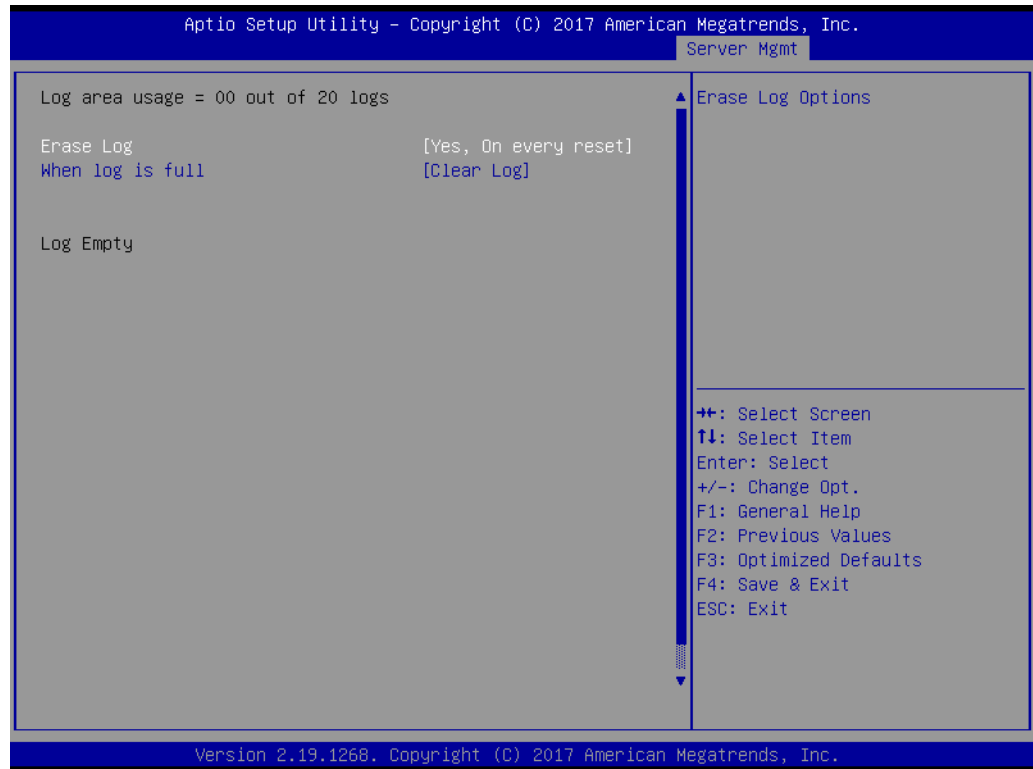 Aptio Setup Utility – Copyright (C) 2017 American Megatrends, Inc.
Server Mgmt
Log area usage = 00 out of 20 logs
Erase Log [Yes, On every reset]
When log is full [Clear Log]
Log Empty
Erase Log Options
→←: Select Screen
↑↓: Select Item
Enter: Select
+/-: Change Opt.
F1: General Help
F2: Previous Values
F3: Optimized Defaults
F4: Save & Exit
ESC: Exit
Version 2.19.1268. Copyright (C) 2017 American Megatrends, Inc.